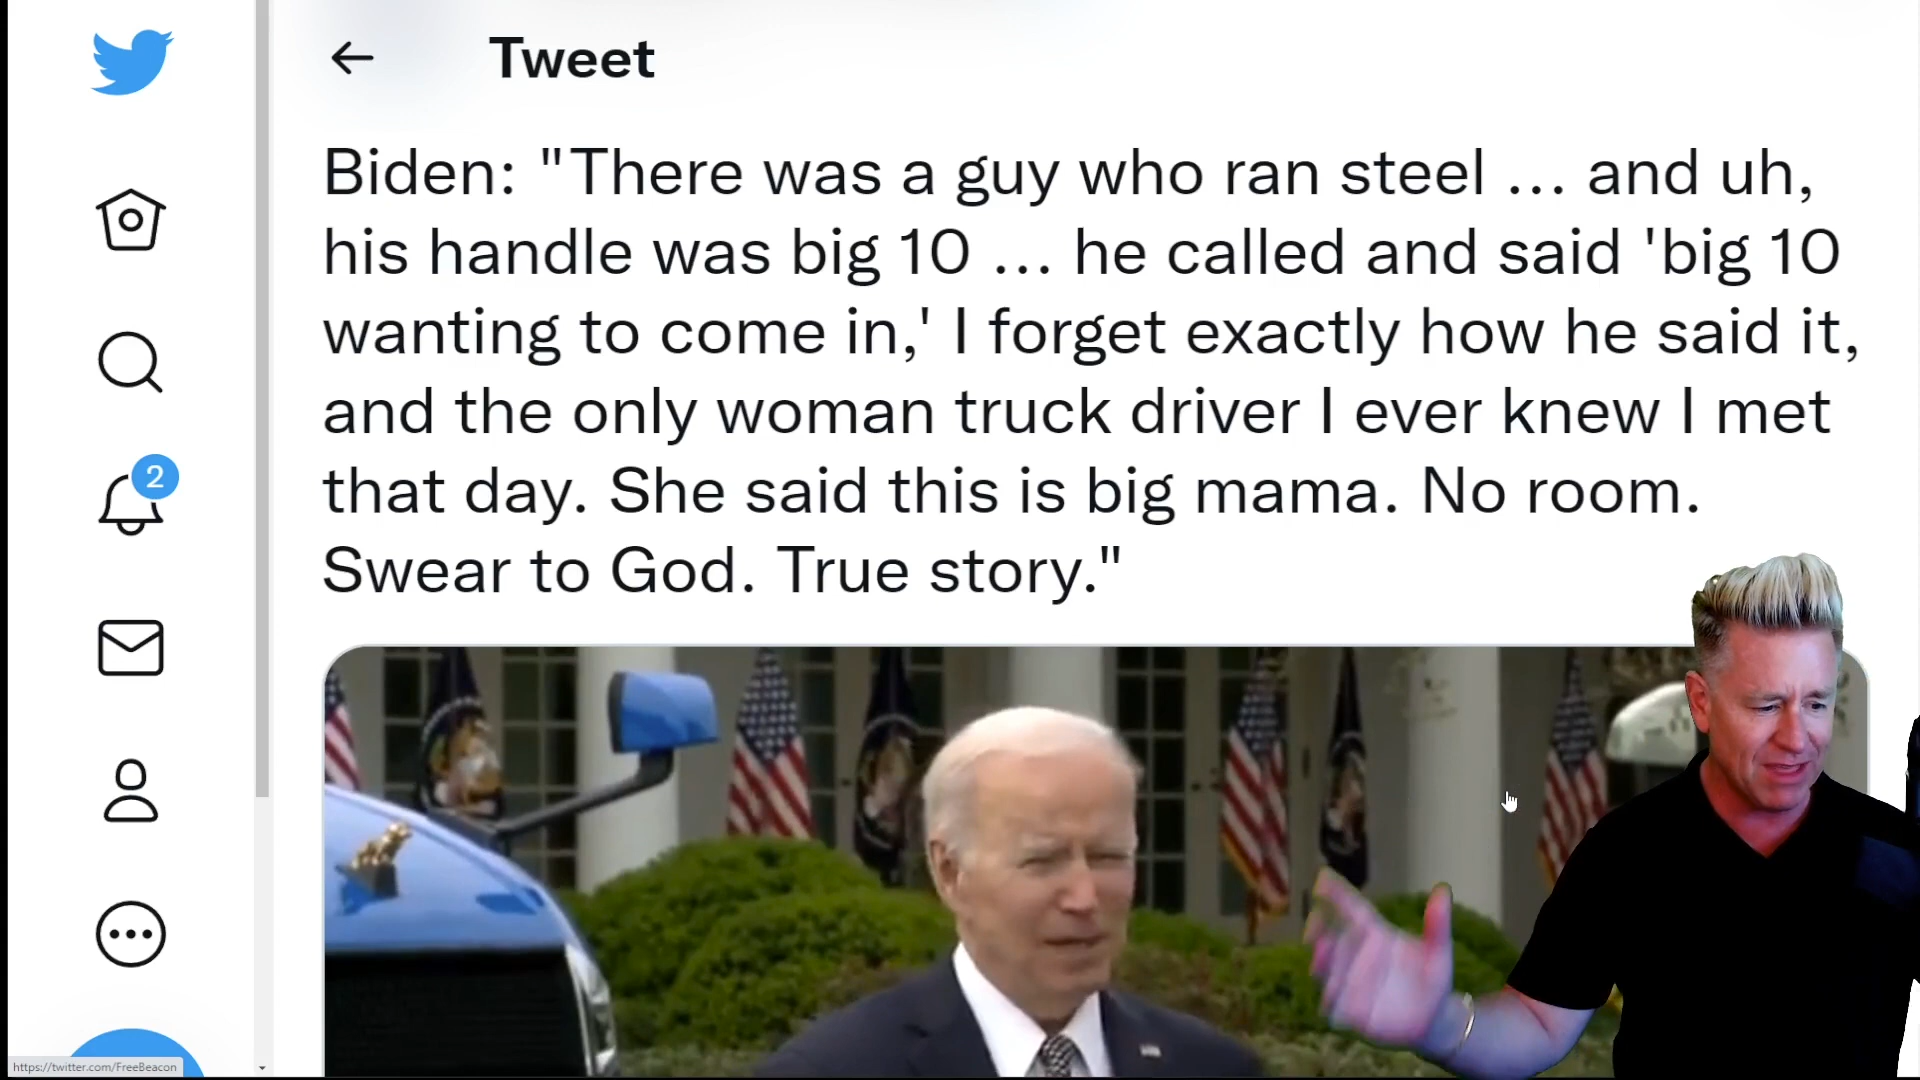 Tweet
Biden: "There was a guy who ran steel ... and uh,
his handle was big 10 ... he called and said 'big 10
wanting to come in,' I forget exactly how he said it,
and the only woman truck driver I ever knew I met
that day. She said this is big mama. No room.
Swear to God. True story."
2
https://twitter.com/FreeBeacon